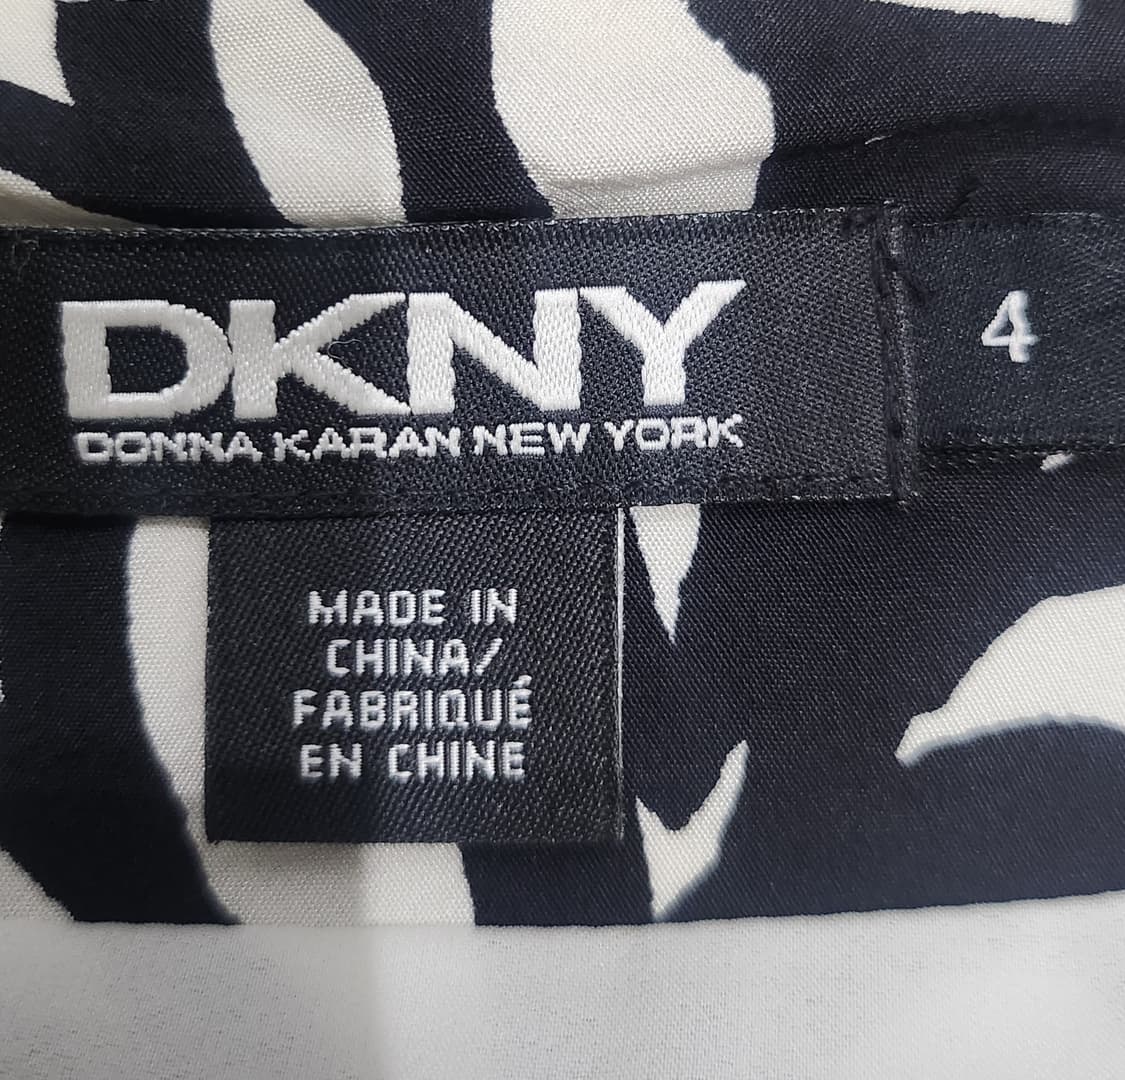 DKNY
DONNA KARAN NEW YORK
4
MADE IN
CHINA/
FABRIQUÉ
EN CHINE